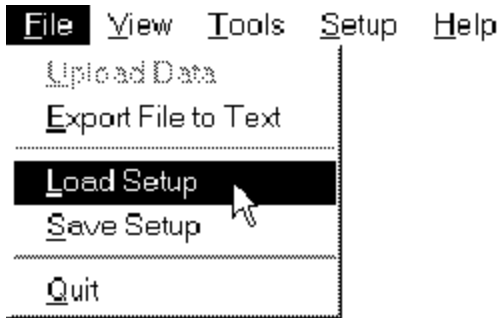 File View Tools Setup Help
Upload Data
Export File to Text
Load Setup
Save Setup
Quit